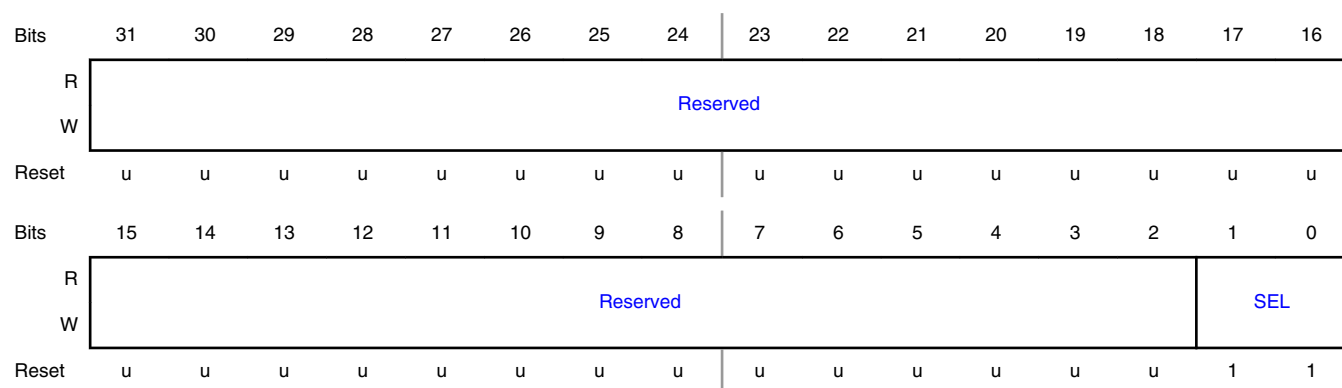 Bits 31 30 29 28 27 26 25 24 23 22 21 20 19 18 17 16
R
Reserved
W
Reset u u u u u u u u u u u u u u u u
Bits 15 14 13 12 11 10 9 8 7 6 5 4 3 2 1 0
R
Reserved SEL
W
Reset u u u u u u u u u u u u u u 1 1